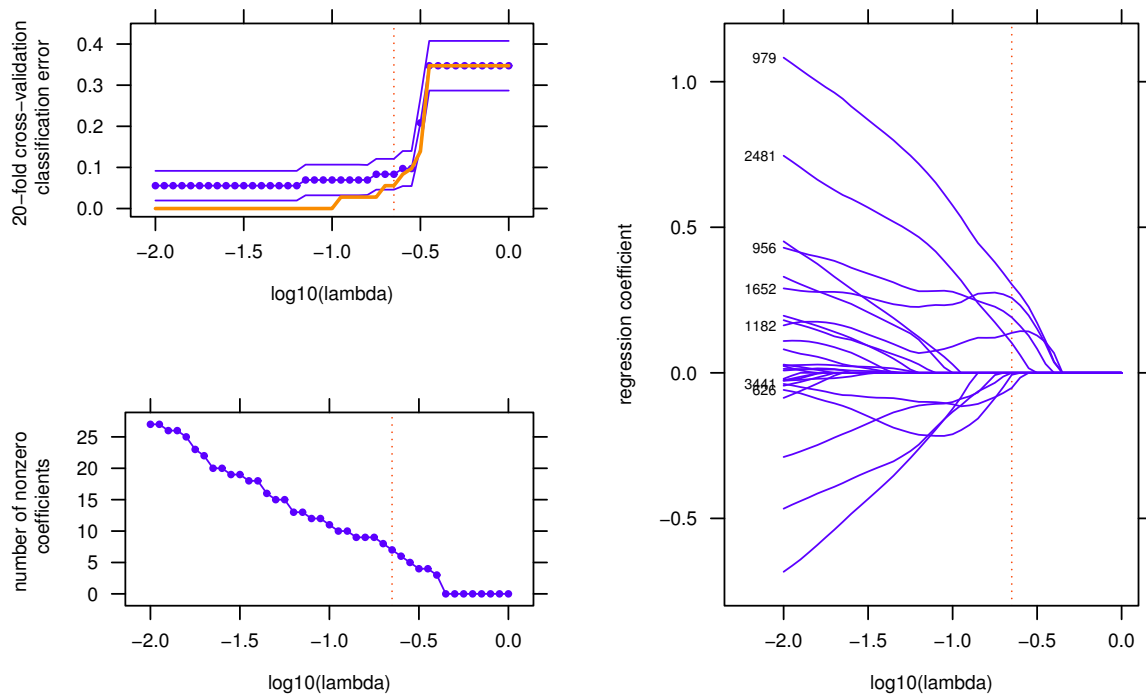 20−fold cross−validation
classification error
0.4
0.3
0.2
0.1
0.0
−2.0 −1.5 −1.0 −0.5 0.0
log10(lambda)
number of nonzero
coefficients
25
20
15
10
5
0
−2.0 −1.5 −1.0 −0.5 0.0
log10(lambda)
regression coefficient
1.0
0.5
0.0
−0.5
979
2481
956
1652
1182
3441
626
−2.0 −1.5 −1.0 −0.5 0.0
log10(lambda)